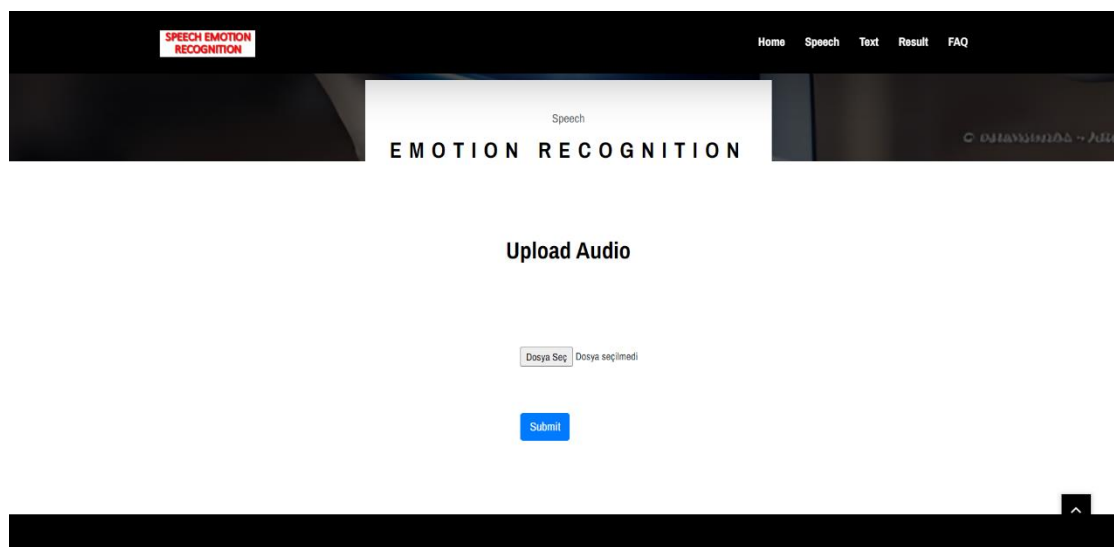 SPEECH EMOTION
RECOGNITION
Home Speech Text Result FAQ
Speech
EMOTION RECOGNITION
Upload Audio
Dosya Seç Dosya seçilmedi
Submit